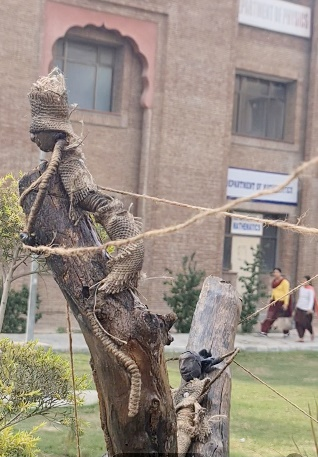 DEPARTMENT OF PHYSICS
DEPARTMENT OF
MATHEMATICS